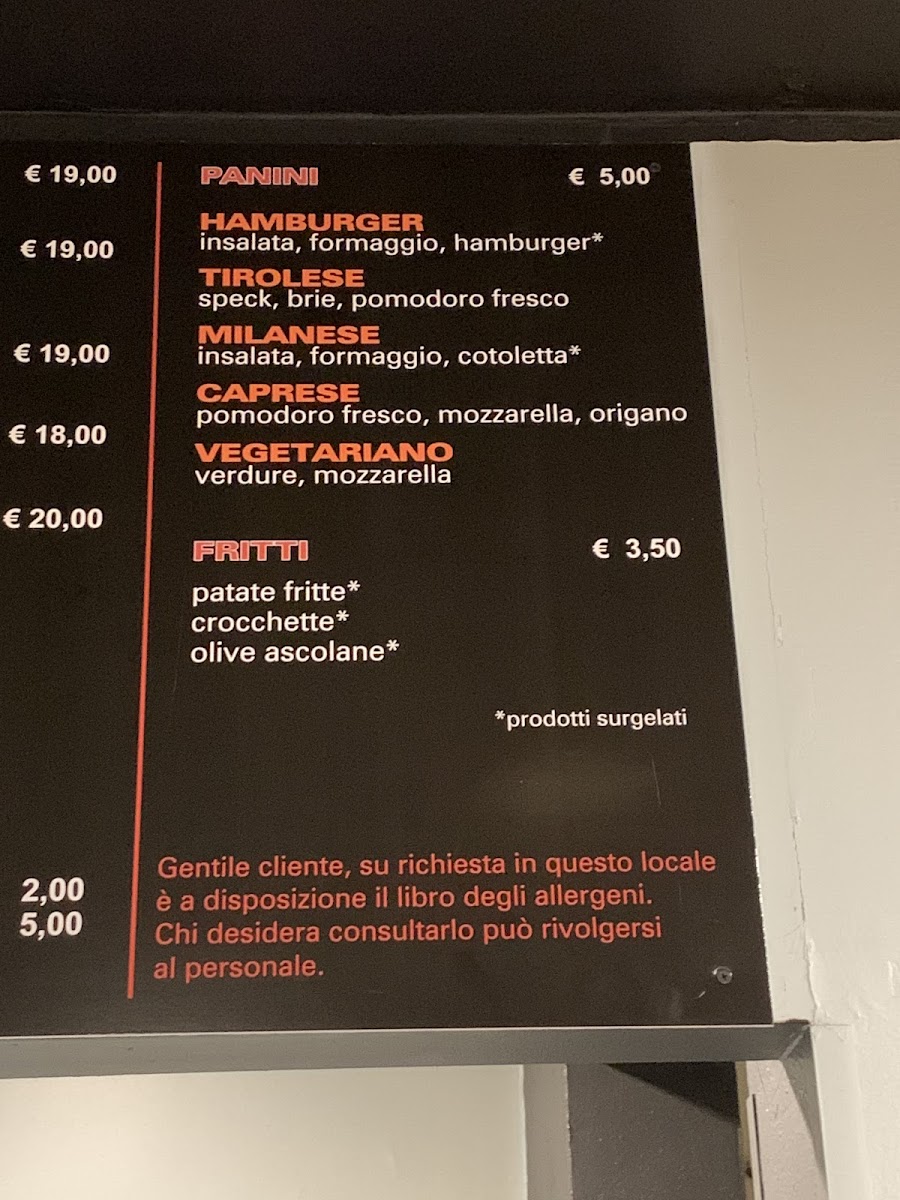 € 19,00
€ 19,00
€ 19,00
€ 18,00
€ 20,00
2,00
5,00
PANINI € 5,00
HAMBURGER
insalata, formaggio, hamburger*
TIROLESE
speck, brie, pomodoro fresco
MILANESE
insalata, formaggio, cotoletta*
CAPRESE
pomodoro fresco, mozzarella, origano
VEGETARIANO
verdure, mozzarella
FRITTI € 3,50
patate fritte*
crocchette*
olive ascolane*
*prodotti surgelati
Gentile cliente, su richiesta in questo locale
è a disposizione il libro degli allergeni.
Chi desidera consultarlo può rivolgersi
al personale.